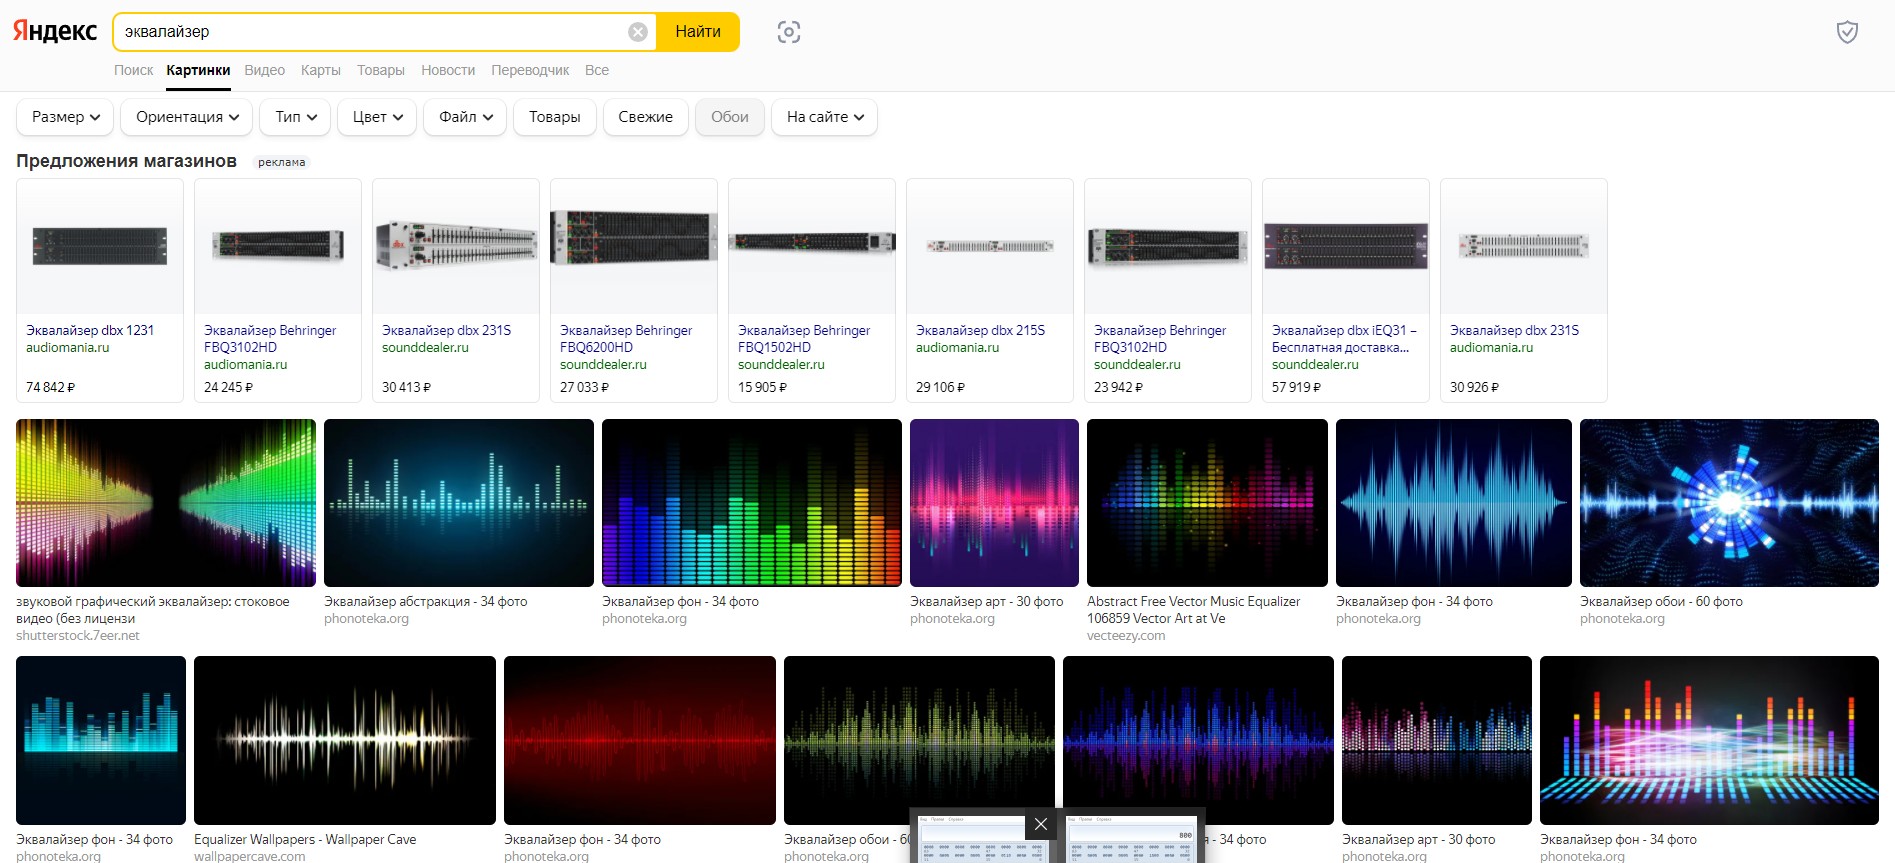 Яндекс
эквалайзер
Найти
Поиск Картинки Видео Карты Товары Новости Переводчик Все
Размер Ориентация Тип Цвет Файл Товары Свежие Обои На сайте
Предложения магазинов реклама
Эквалайзер dbx 1231
audiomania.ru
74 842 ₽
Эквалайзер Behringer
FBQ3102HD
audiomania.ru
24 245 ₽
Эквалайзер dbx 231S
sounddealer.ru
30 413 ₽
Эквалайзер Behringer
FBQ6200HD
sounddealer.ru
27 033 ₽
Эквалайзер Behringer
FBQ1502HD
sounddealer.ru
15 905 ₽
Эквалайзер dbx 215S
audiomania.ru
29 106 ₽
Эквалайзер Behringer
FBQ3102HD
sounddealer.ru
23 942 ₽
Эквалайзер dbx iEQ31 –
Бесплатная доставка...
sounddealer.ru
57 919 ₽
Эквалайзер dbx 231S
audiomania.ru
30 926 ₽
звуковой графический эквалайзер: стоковое
видео (без лицензи
shutterstock.7eer.net
Эквалайзер абстракция - 34 фото
phonoteka.org
Эквалайзер фон - 34 фото
phonoteka.org
Эквалайзер арт - 30 фото
phonoteka.org
Abstract Free Vector Music Equalizer
106859 Vector Art at Ve
vecteezy.com
Эквалайзер фон - 34 фото
phonoteka.org
Эквалайзер обои - 60 фото
phonoteka.org
Эквалайзер фон - 34 фото
phonoteka.org
Equalizer Wallpapers - Wallpaper Cave
wallpapercave.com
Эквалайзер фон - 34 фото
phonoteka.org
Эквалайзер обои - 60
phonoteka.org
800
я - 34 фото
Эквалайзер арт - 30 фото
phonoteka.org
Эквалайзер фон - 34 фото
phonoteka.org